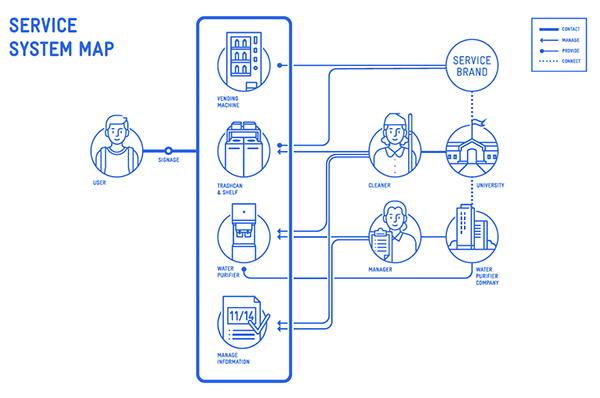 SERVICE
SYSTEM MAP
CONTACT
MANAGE
PROVIDE
CONNECT
SERVICE
BRAND
VENDING
MACHINE
USER
SIGNAGE
TRASHCAN
& SHELF
CLEANER
UNIVERSITY
WATER
PURIFIER
MANAGER
WATER
PURIFIER
COMPANY
11/14
MANAGE
INFORMATION